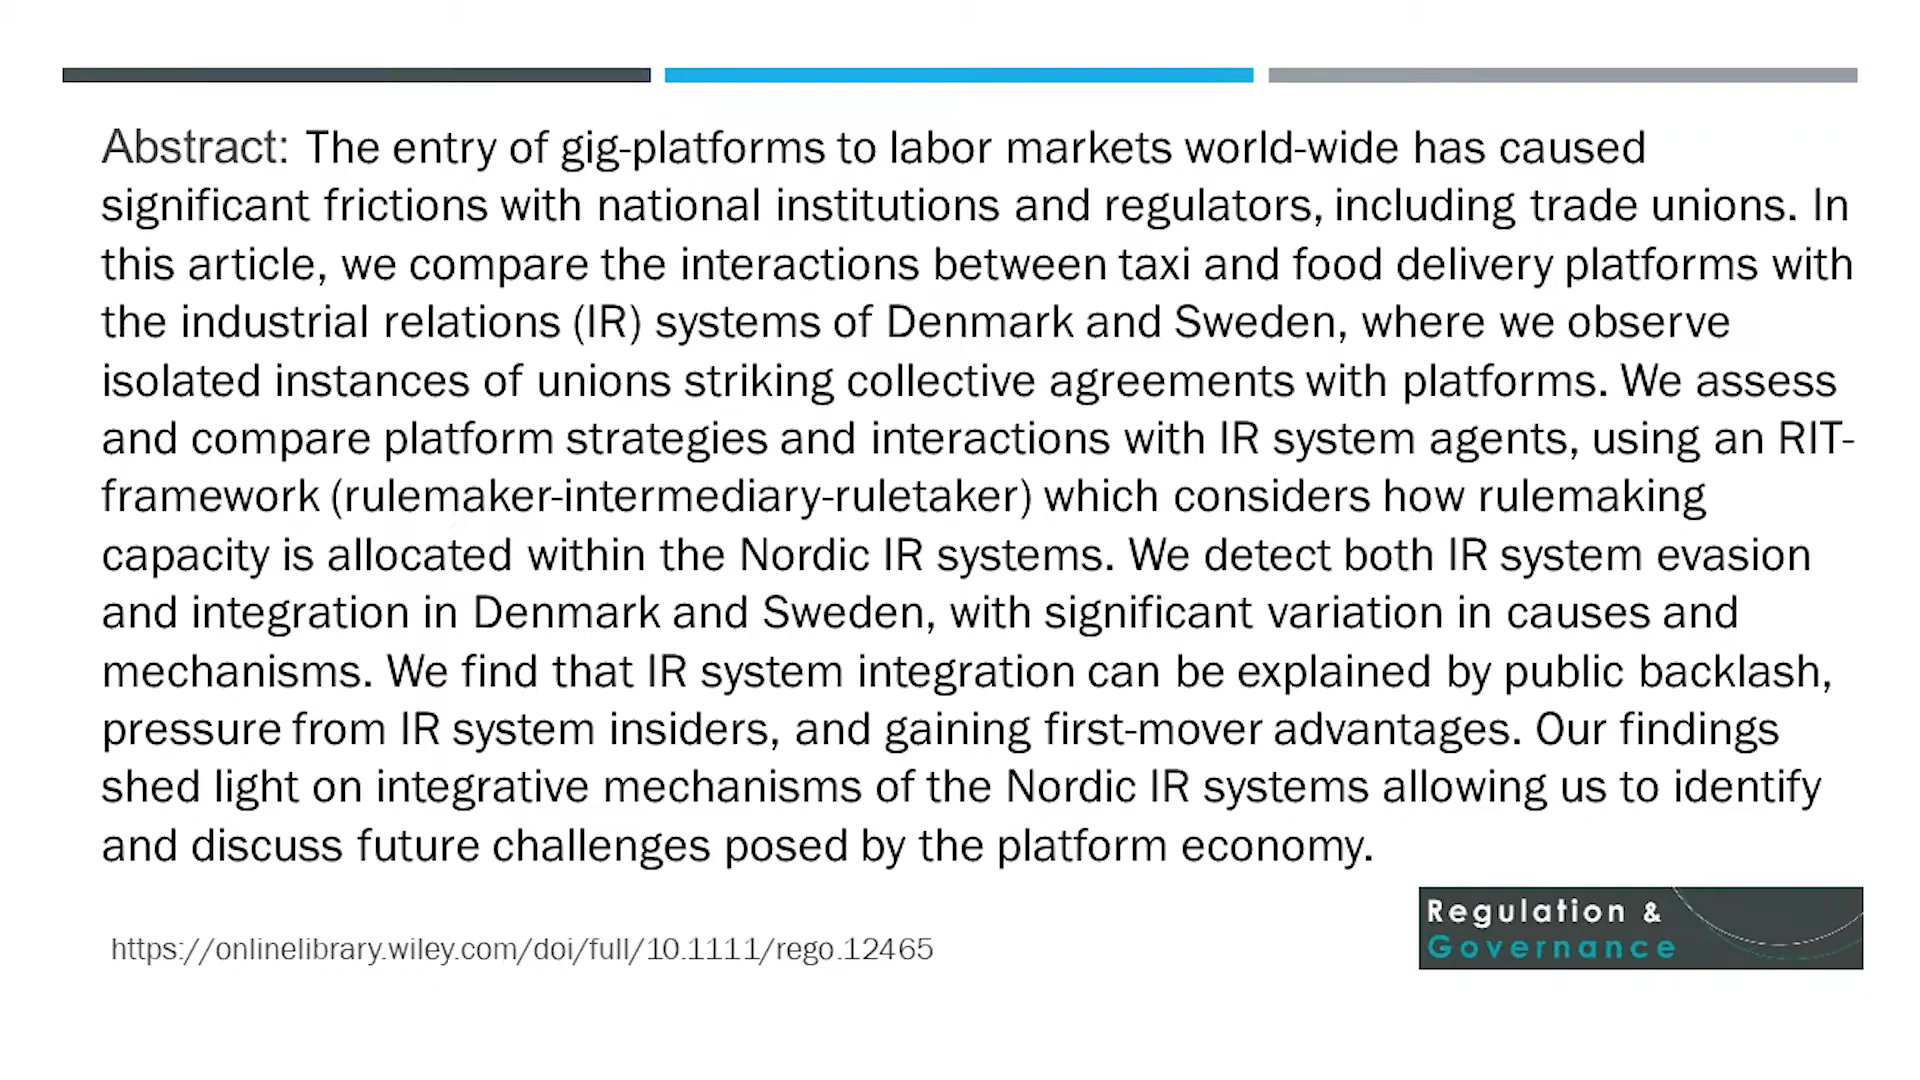 Abstract: The entry of gig-platforms to labor markets world-wide has caused
significant frictions with national institutions and regulators, including trade unions. In
this article, we compare the interactions between taxi and food delivery platforms with
the industrial relations (IR) systems of Denmark and Sweden, where we observe
isolated instances of unions striking collective agreements with platforms. We assess
and compare platform strategies and interactions with IR system agents, using an RIT-
framework (rulemaker-intermediary-ruletaker) which considers how rulemaking
capacity is allocated within the Nordic IR systems. We detect both IR system evasion
and integration in Denmark and Sweden, with significant variation in causes and
mechanisms. We find that IR system integration can be explained by public backlash,
pressure from IR system insiders, and gaining first-mover advantages. Our findings
shed light on integrative mechanisms of the Nordic IR systems allowing us to identify
and discuss future challenges posed by the platform economy.
Regulation &
Governance
https://onlinelibrary.wiley.com/doi/full/10.1111/rego.12465